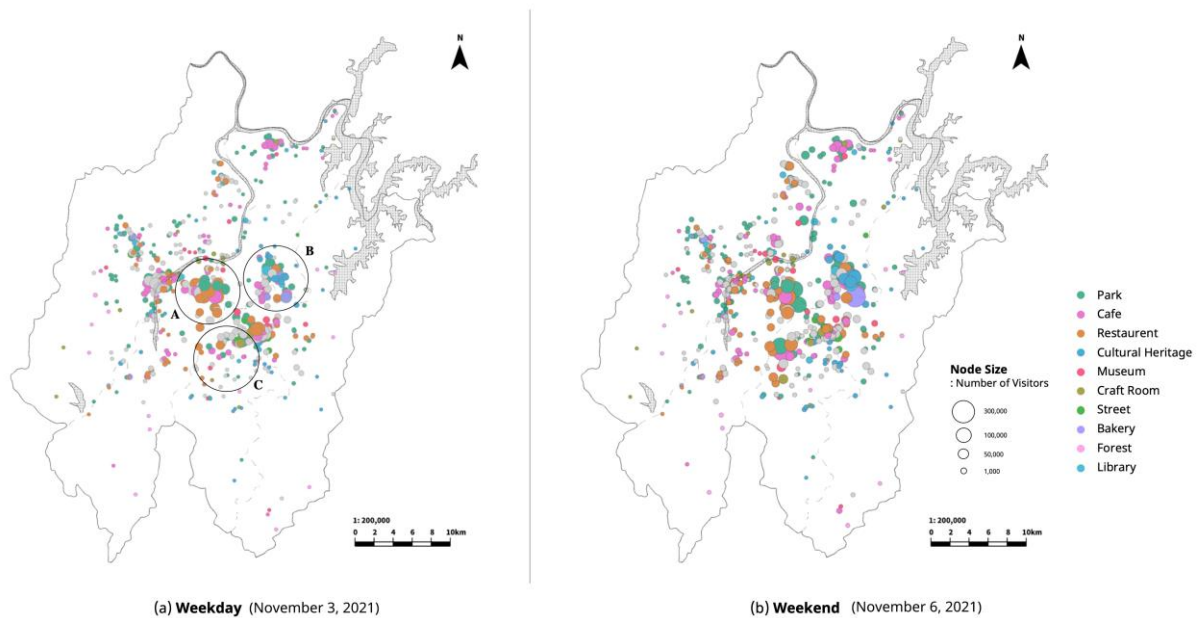 N
N
B
A
C
Park
Cafe
Restaurent
Cultural Heritage
Museum
Craft Room
Street
Bakery
Forest
Library
Node Size
: Number of Visitors
300,000
100,000
50,000
1,000
1: 200,000
0 2 4 6 8 10km
1: 200,000
0 2 4 6 8 10km
(a) Weekday (November 3, 2021)
(b) Weekend (November 6, 2021)